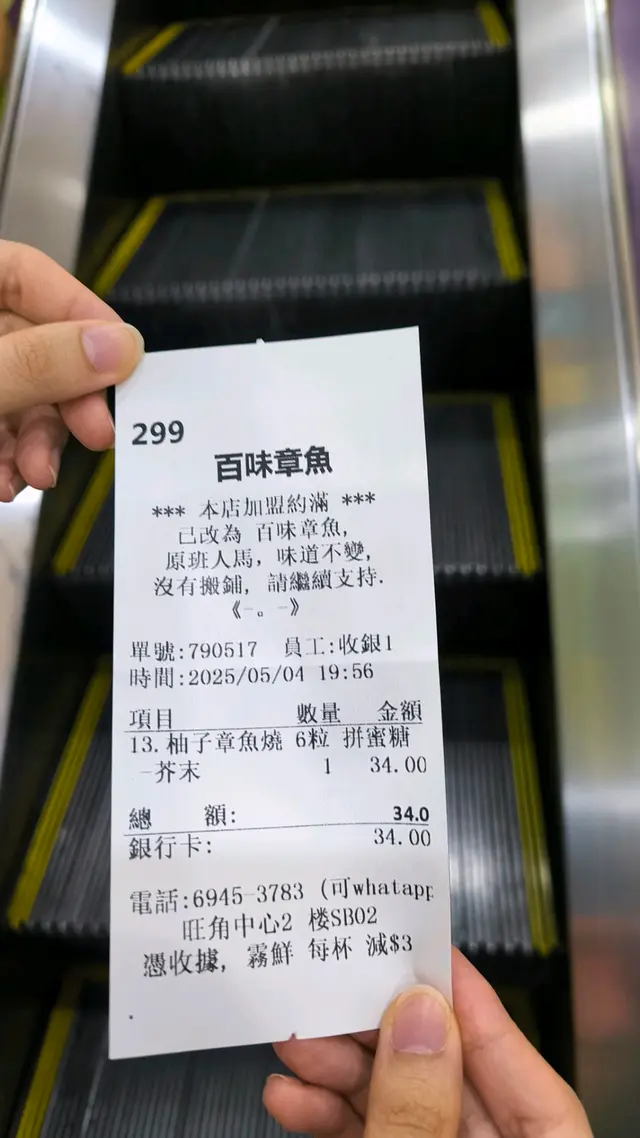 299
百味章魚
*** 本店加盟約滿 ***
已改為 百味章魚,
原班人馬, 味道不變,
沒有搬鋪, 請繼續支持.
《-。-》
單號:790517 員工:收銀1
時間:2025/05/04 19:56
項目 數量 金額
13.柚子章魚燒 6粒 拼蜜糖
-芥末 1 34.00
總 額: 34.0
銀行卡: 34.00
電話:6945-3783 (可whatapp
旺角中心2 楼SB02
憑收據, 霧鮮 每杯 減$3